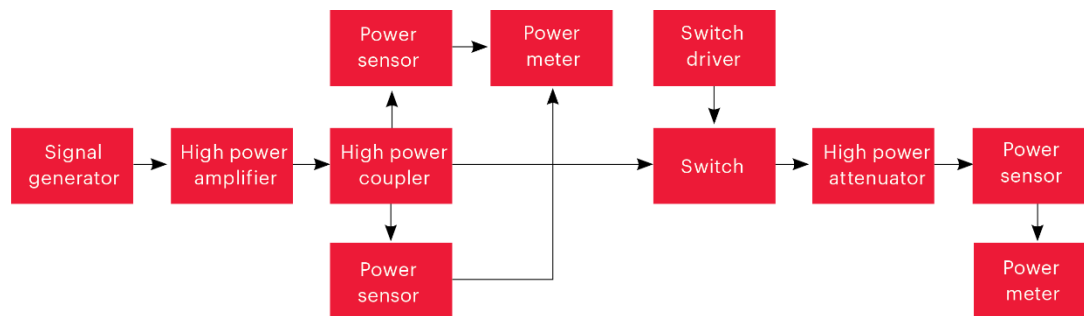 Power
sensor
Power
meter
Switch
driver
Signal
generator
High power
amplifier
High power
coupler
Switch
High power
attenuator
Power
sensor
Power
sensor
Power
meter